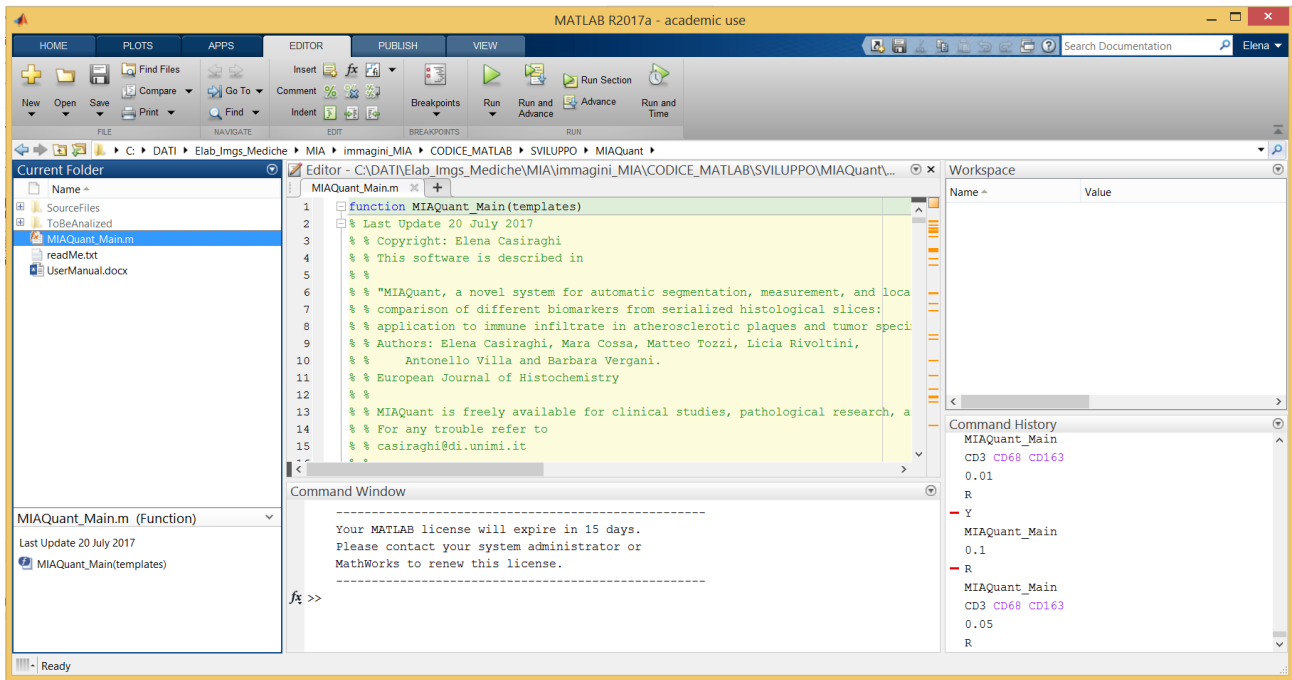 MATLAB R2017a - academic use
HOME PLOTS APPS EDITOR PUBLISH VIEW Search Documentation Elena
New Open Save Find Files Compare Print
FILE
Go To Find
NAVIGATE
Insert fx
Comment
Indent
EDIT
Breakpoints
BREAKPOINTS
Run Run and Advance Run Section Advance Run and Time
RUN
C: DATI Elab_Imgs_Mediche MIA immagini_MIA CODICE_MATLAB SVILUPPO MIAQuant
Current Folder
Name
SourceFiles
ToBeAnalized
MIAQuant_Main.m
readMe.txt
UserManual.docx
MIAQuant_Main.m (Function)
Last Update 20 July 2017
MIAQuant_Main(templates)
Editor - C:\DATI\Elab_Imgs_Mediche\MIA\immagini_MIA\CODICE_MATLAB\SVILUPPO\MIAQuant\...
MIAQuant_Main.m
1 function MIAQuant_Main(templates)
2 % Last Update 20 July 2017
3 % % Copyright: Elena Casiraghi
4 % % This software is described in
5 % %
6 % % "MIAQuant, a novel system for automatic segmentation, measurement, and loca
7 % % comparison of different biomarkers from serialized histological slices:
8 % % application to immune infiltrate in atherosclerotic plaques and tumor speci
9 % % Authors: Elena Casiraghi, Mara Cossa, Matteo Tozzi, Licia Rivoltini,
10 % % Antonello Villa and Barbara Vergani.
11 % % European Journal of Histochemistry
12 % %
13 % % MIAQuant is freely available for clinical studies, pathological research, a
14 % % For any trouble refer to
15 % % casiraghi@di.unimi.it
Command Window
--------------------------------------------------
Your MATLAB license will expire in 15 days.
Please contact your system administrator or
MathWorks to renew this license.
--------------------------------------------------
fx >>
Workspace
Name Value
Command History
MIAQuant_Main
CD3 CD68 CD163
0.01
R
Y
MIAQuant_Main
0.1
R
MIAQuant_Main
CD3 CD68 CD163
0.05
R
Ready